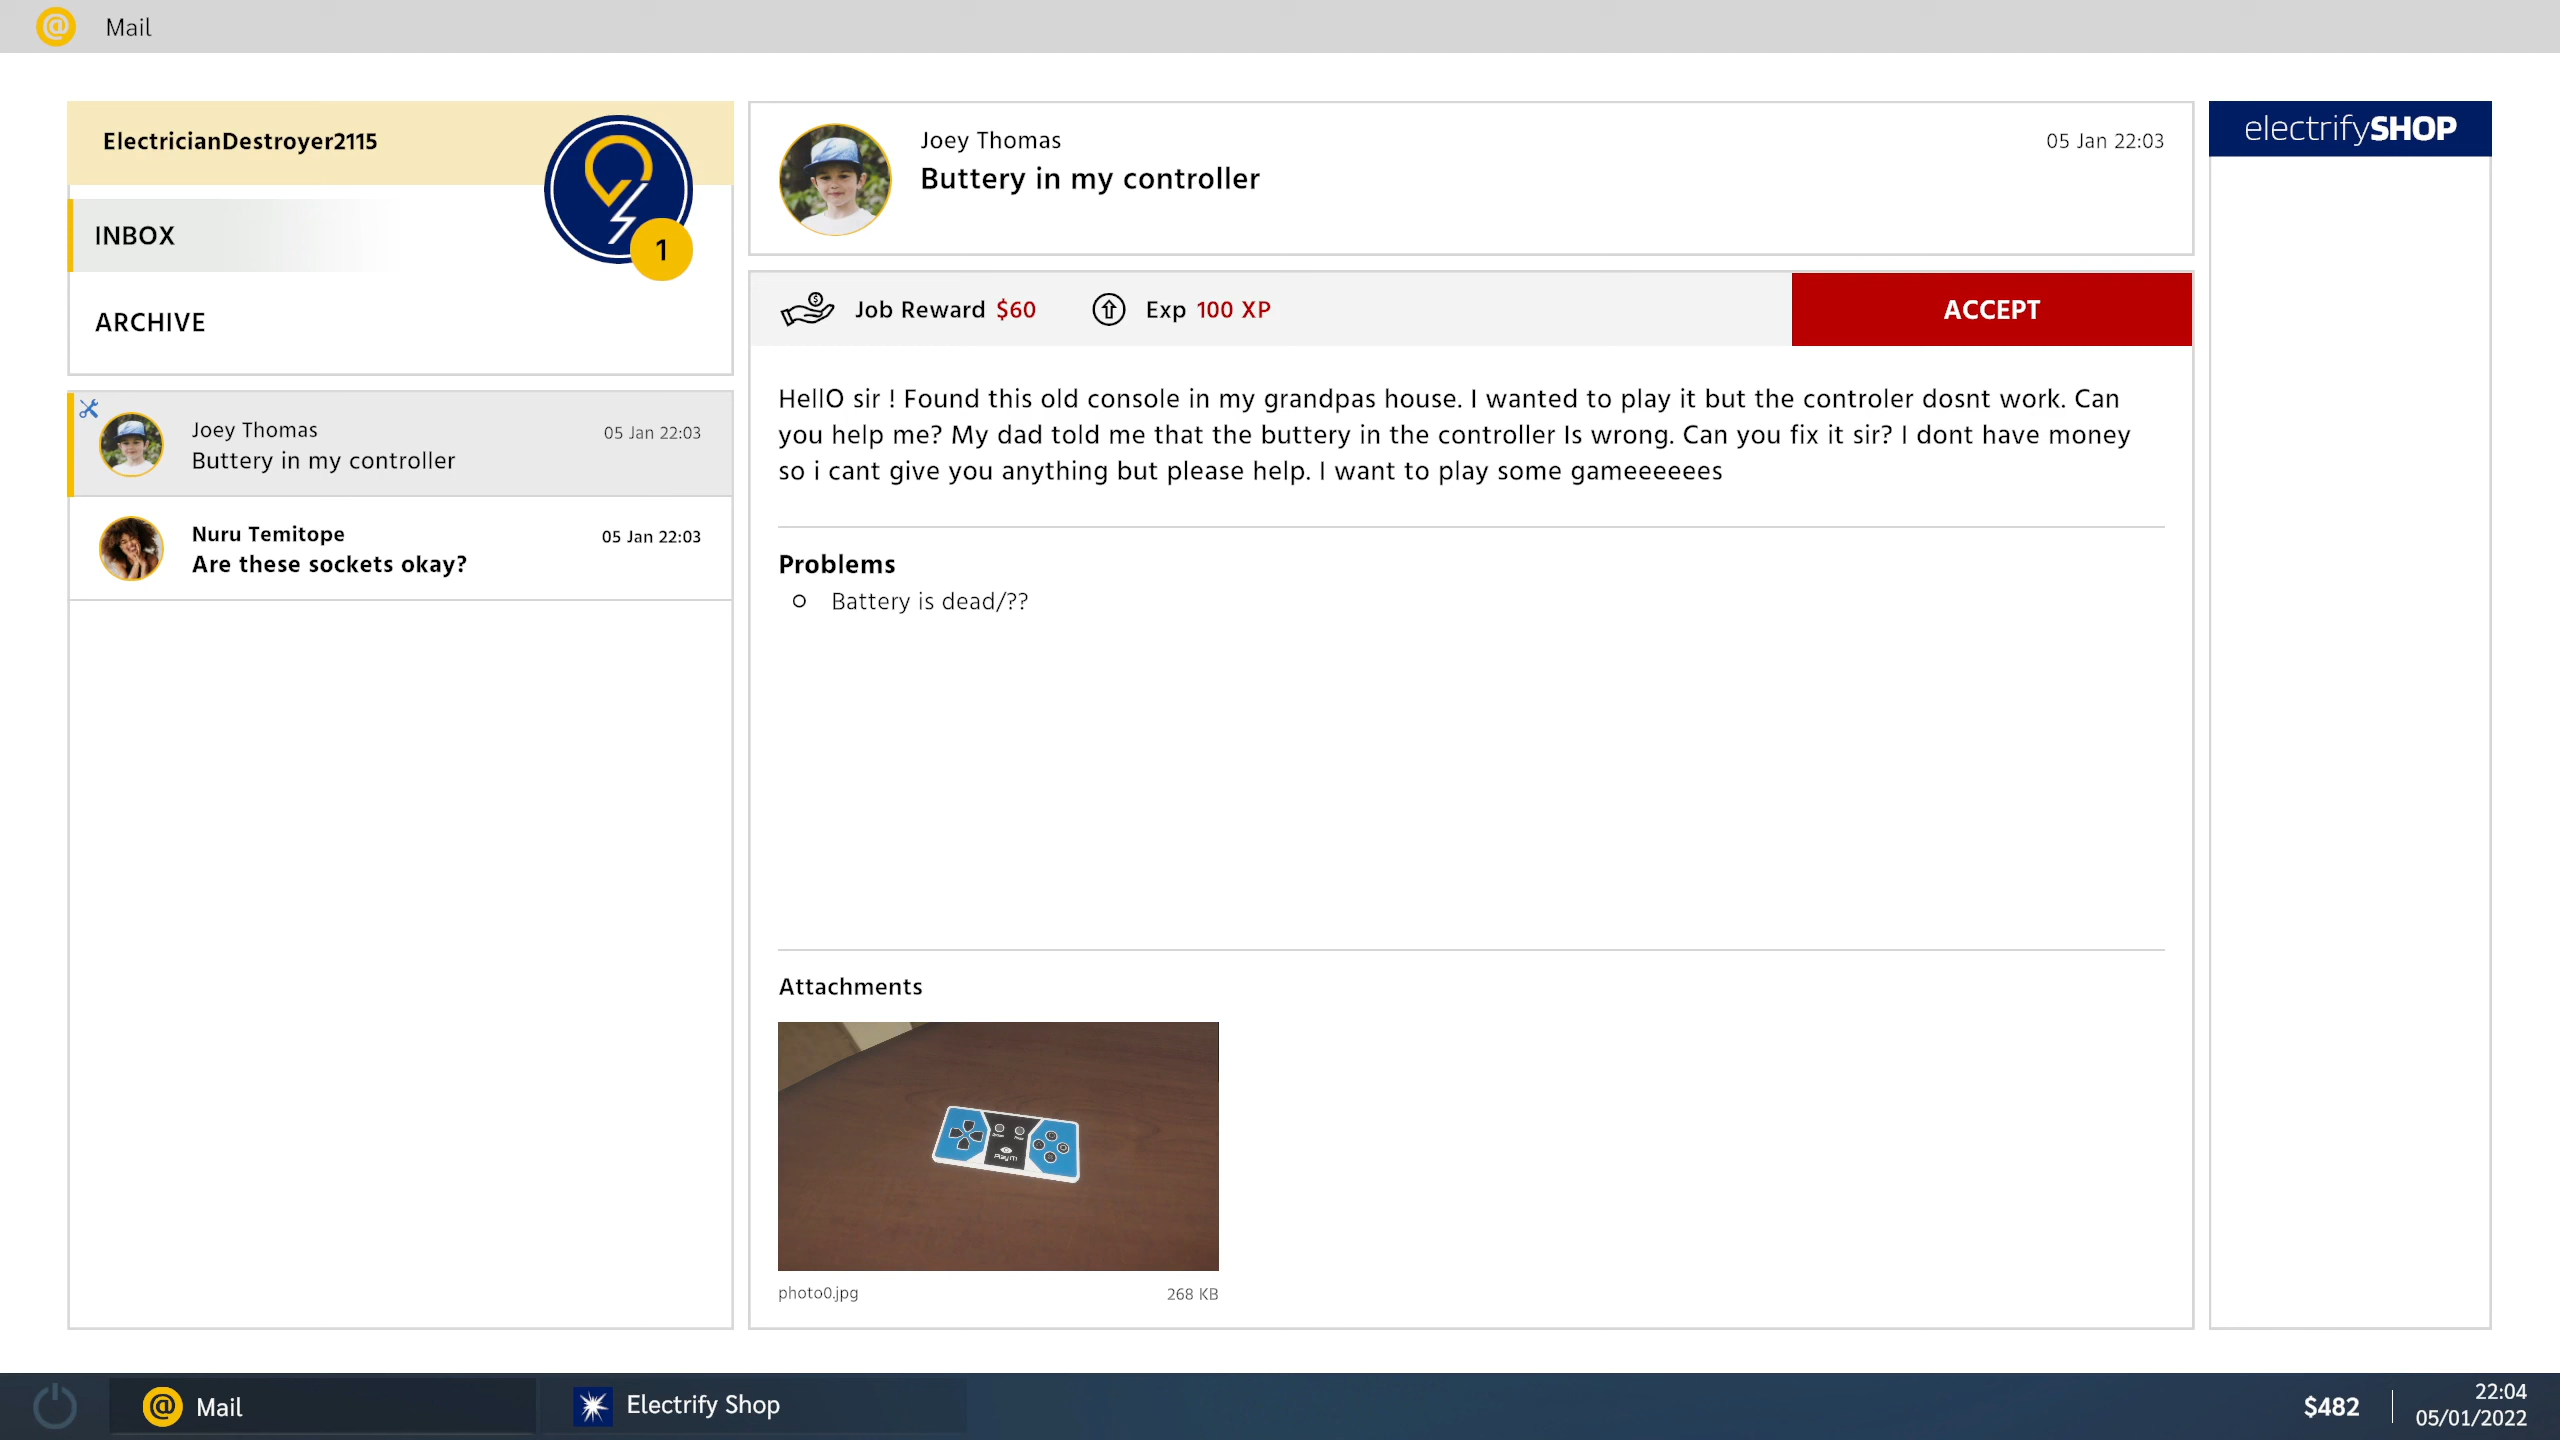 Mail
ElectricianDestroyer2115
INBOX
1
ARCHIVE
Joey Thomas
05 Jan 22:03
Buttery in my controller
Nuru Temitope
05 Jan 22:03
Are these sockets okay?
Joey Thomas
05 Jan 22:03
Buttery in my controller
Job Reward $60
Exp 100 XP
ACCEPT
HellO sir ! Found this old console in my grandpas house. I wanted to play it but the controler dosnt work. Can
you help me? My dad told me that the buttery in the controller Is wrong. Can you fix it sir? I dont have money
so i cant give you anything but please help. I want to play some gameeeeees
Problems
Battery is dead/??
Attachments
photo0.jpg
268 KB
electrifySHOP
Mail
Electrify Shop
$482
22:04
05/01/2022